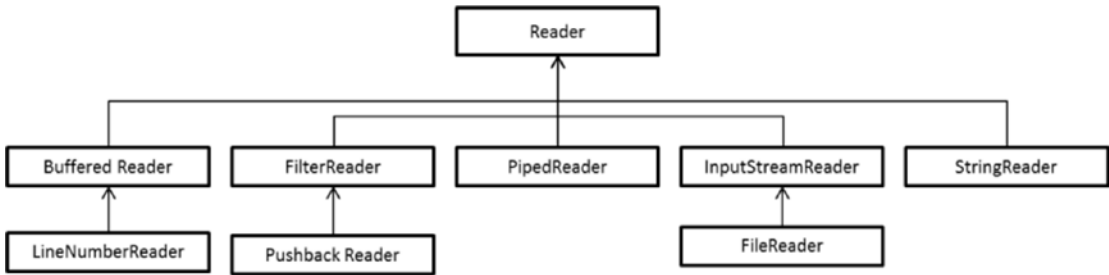 Reader
Buffered Reader
FilterReader
PipedReader
InputStreamReader
StringReader
LineNumberReader
Pushback Reader
FileReader